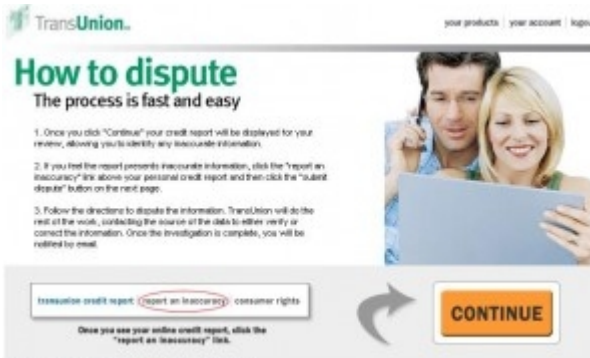 TransUnion.
your products | your account | logout
How to dispute
The process is fast and easy
1. Once you click "Continue" your credit report will be displayed for your
review, allowing you to identify any inaccurate information.
2. If you feel the report presents inaccurate information, click the "report an
inaccuracy" link above your personal credit report and then click the "submit
dispute" button on the next page.
3. Follow the directions to dispute the information. TransUnion will do the
rest of the work, contacting the source of the data to either verify or
correct the information. Once the investigation is complete, you will be
notified by email.
transunion credit report report an inaccuracy consumer rights
CONTINUE
Once you see your online credit report, click the
"report an inaccuracy" link.